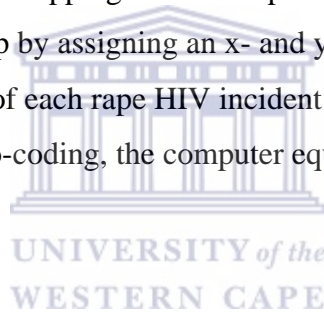 p by assigning an x- and y
of each rape HIV incident
o-coding, the computer equ
UNIVERSITY of the
WESTERN CAPE